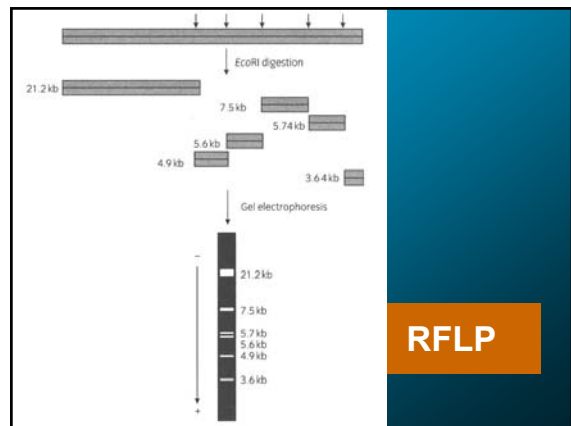 EcoRI digestion
21.2 kb
7.5 kb
5.74 kb
5.6 kb
4.9 kb
3.64 kb
Gel electrophoresis
–
21.2 kb
7.5 kb
5.7 kb
5.6 kb
4.9 kb
3.6 kb
+
RFLP